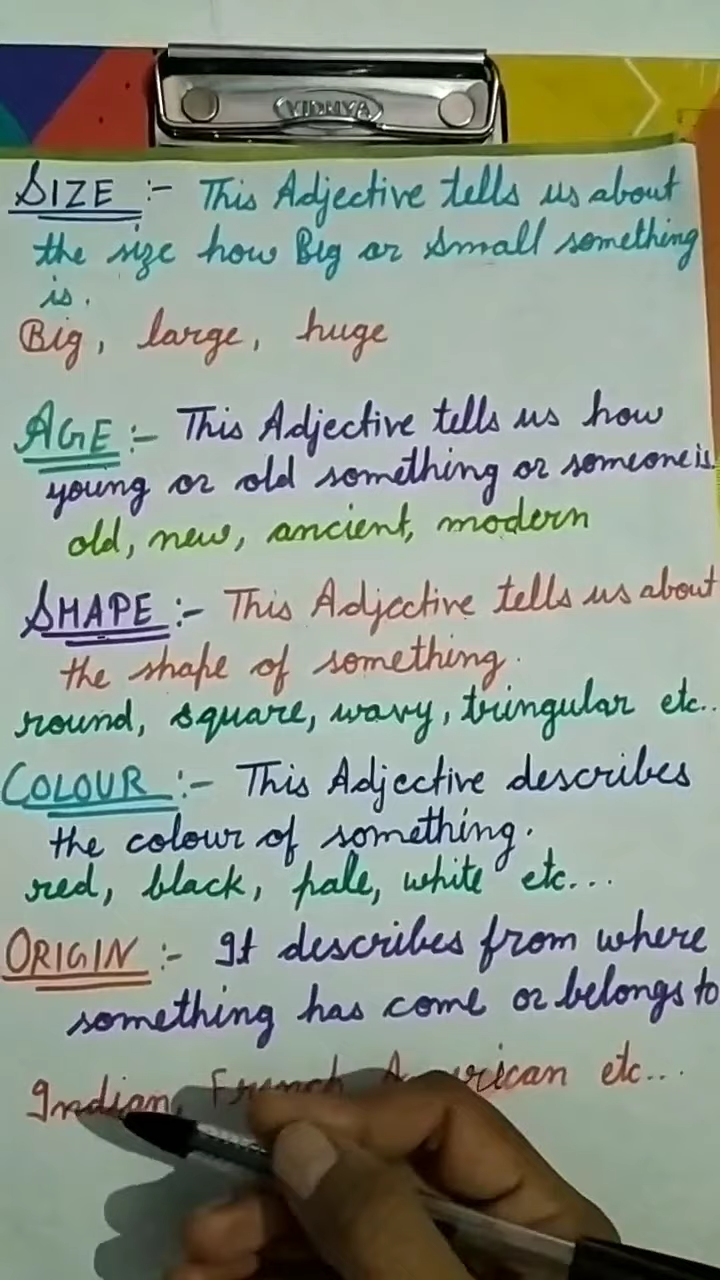 VIDHYA
SIZE :- This Adjective tells us about
the size how Big or Small something
is.
Big, large, huge
AGE :- This Adjective tells us how
young or old something or someone is
old, new, ancient, modern
SHAPE :- This Adjective tells us about
the shape of something.
round, square, wavy, tringular etc..
COLOUR :- This Adjective describes
the colour of something.
red, black, pale, white etc...
ORIGIN :- It describes from where
something has come or belongs to
Indian, French, American etc...